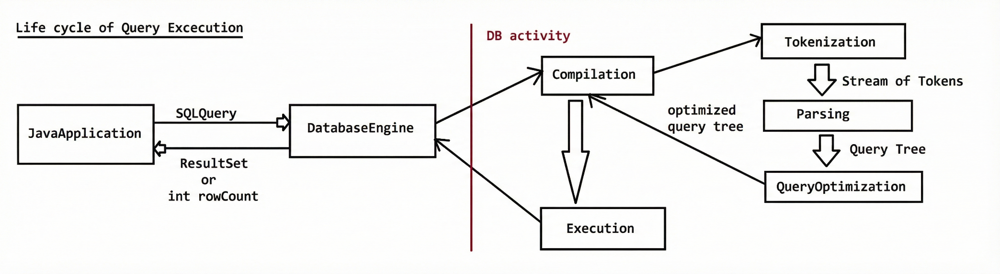 Life cycle of Query Excecution
DB activity
Tokenization
Compilation
Stream of Tokens
SQLQuery
optimized
query tree
Parsing
JavaApplication
DatabaseEngine
Query Tree
ResultSet
or
int rowCount
QueryOptimization
Execution